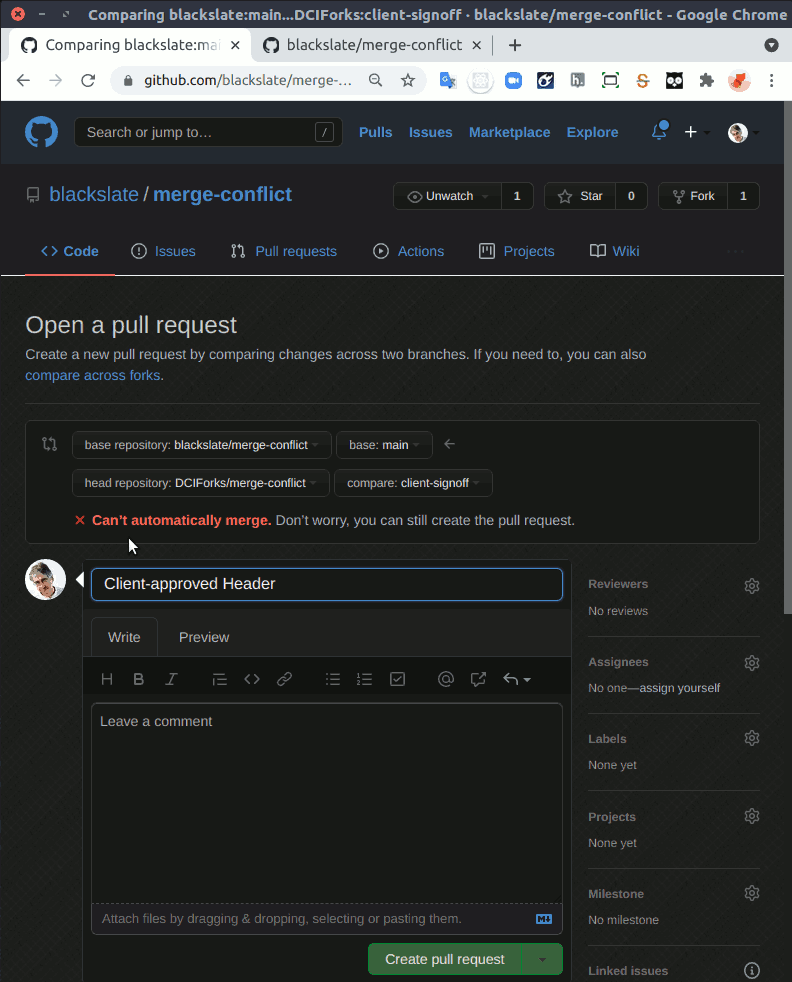 Comparing blackslate:main...DCIForks:client-signoff · blackslate/merge-conflict - Google Chrome
Comparing blackslate:mai
blackslate/merge-conflict
github.com/blackslate/merge-...
Search or jump to… /
Pulls Issues Marketplace Explore
blackslate / merge-conflict
Unwatch 1 Star 0 Fork 1
Code Issues Pull requests Actions Projects Wiki
Open a pull request
Create a new pull request by comparing changes across two branches. If you need to, you can also
compare across forks.
base repository: blackslate/merge-conflict base: main
head repository: DCIForks/merge-conflict compare: client-signoff
Can’t automatically merge. Don’t worry, you can still create the pull request.
Client-approved Header
Write Preview
H B I
Leave a comment
Attach files by dragging & dropping, selecting or pasting them.
Create pull request
Reviewers
No reviews
Assignees
No one—assign yourself
Labels
None yet
Projects
None yet
Milestone
No milestone
Linked issues